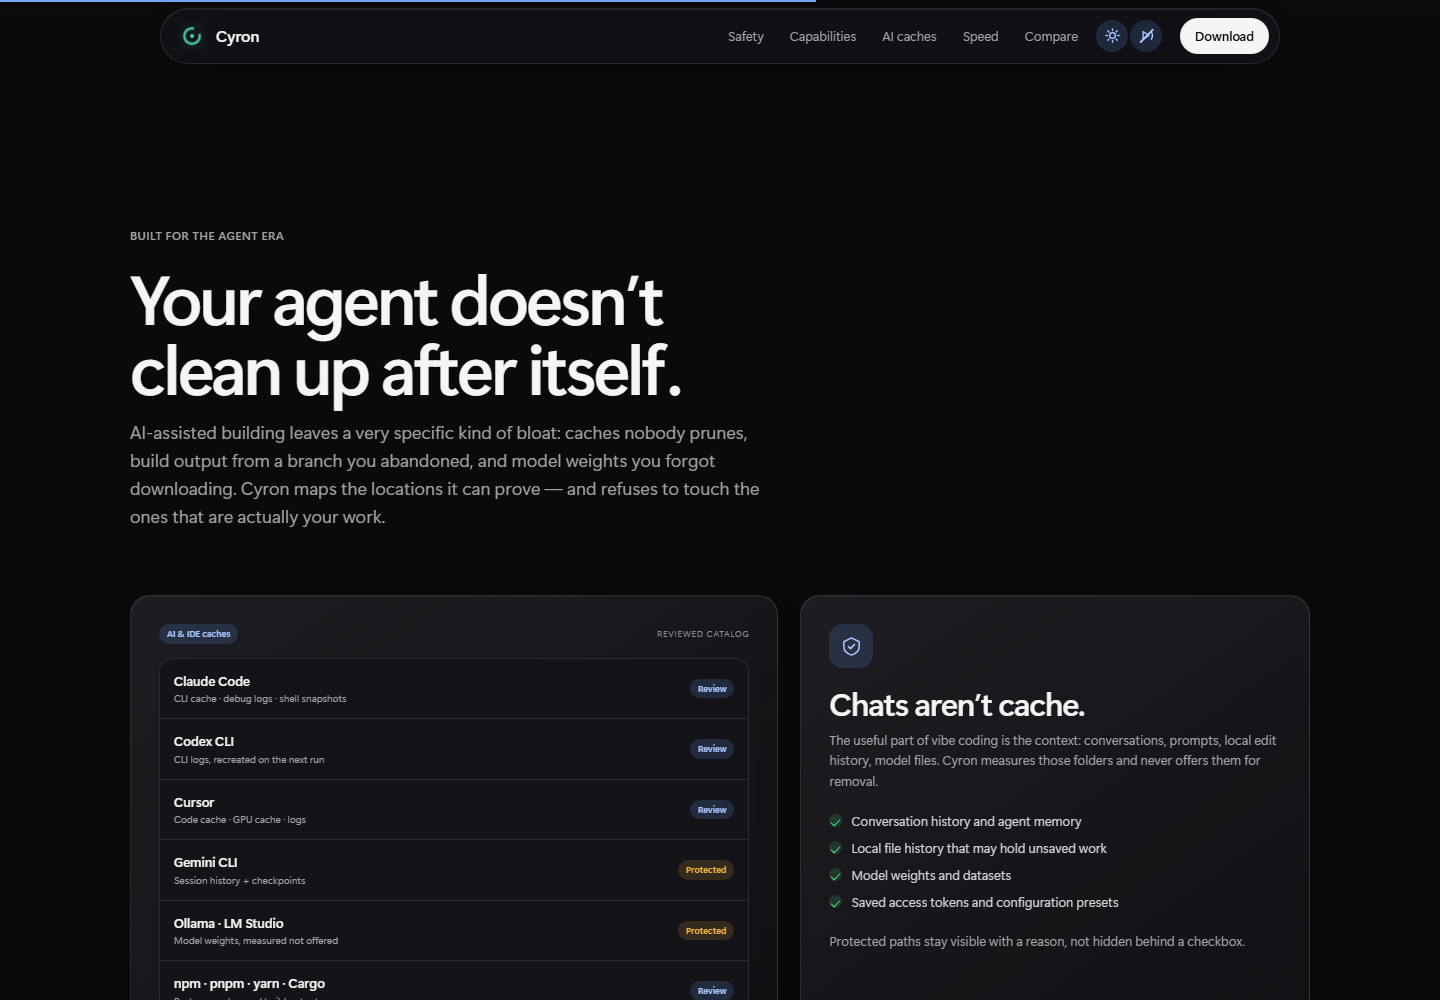 Cyron
Safety
Capabilities
AI caches
Speed
Compare
Download
BUILT FOR THE AGENT ERA
Your agent doesn’t
clean up after itself.
AI-assisted building leaves a very specific kind of bloat: caches nobody prunes,
build output from a branch you abandoned, and model weights you forgot
downloading. Cyron maps the locations it can prove — and refuses to touch the
ones that are actually your work.
AI & IDE caches
REVIEWED CATALOG
Claude Code
CLI cache · debug logs · shell snapshots
Review
Codex CLI
CLI logs, recreated on the next run
Review
Cursor
Code cache · GPU cache · logs
Review
Gemini CLI
Session history + checkpoints
Protected
Ollama · LM Studio
Model weights, measured not offered
Protected
npm · pnpm · yarn · Cargo
Review
Chats aren’t cache.
The useful part of vibe coding is the context: conversations, prompts, local edit
history, model files. Cyron measures those folders and never offers them for
removal.
Conversation history and agent memory
Local file history that may hold unsaved work
Model weights and datasets
Saved access tokens and configuration presets
Protected paths stay visible with a reason, not hidden behind a checkbox.